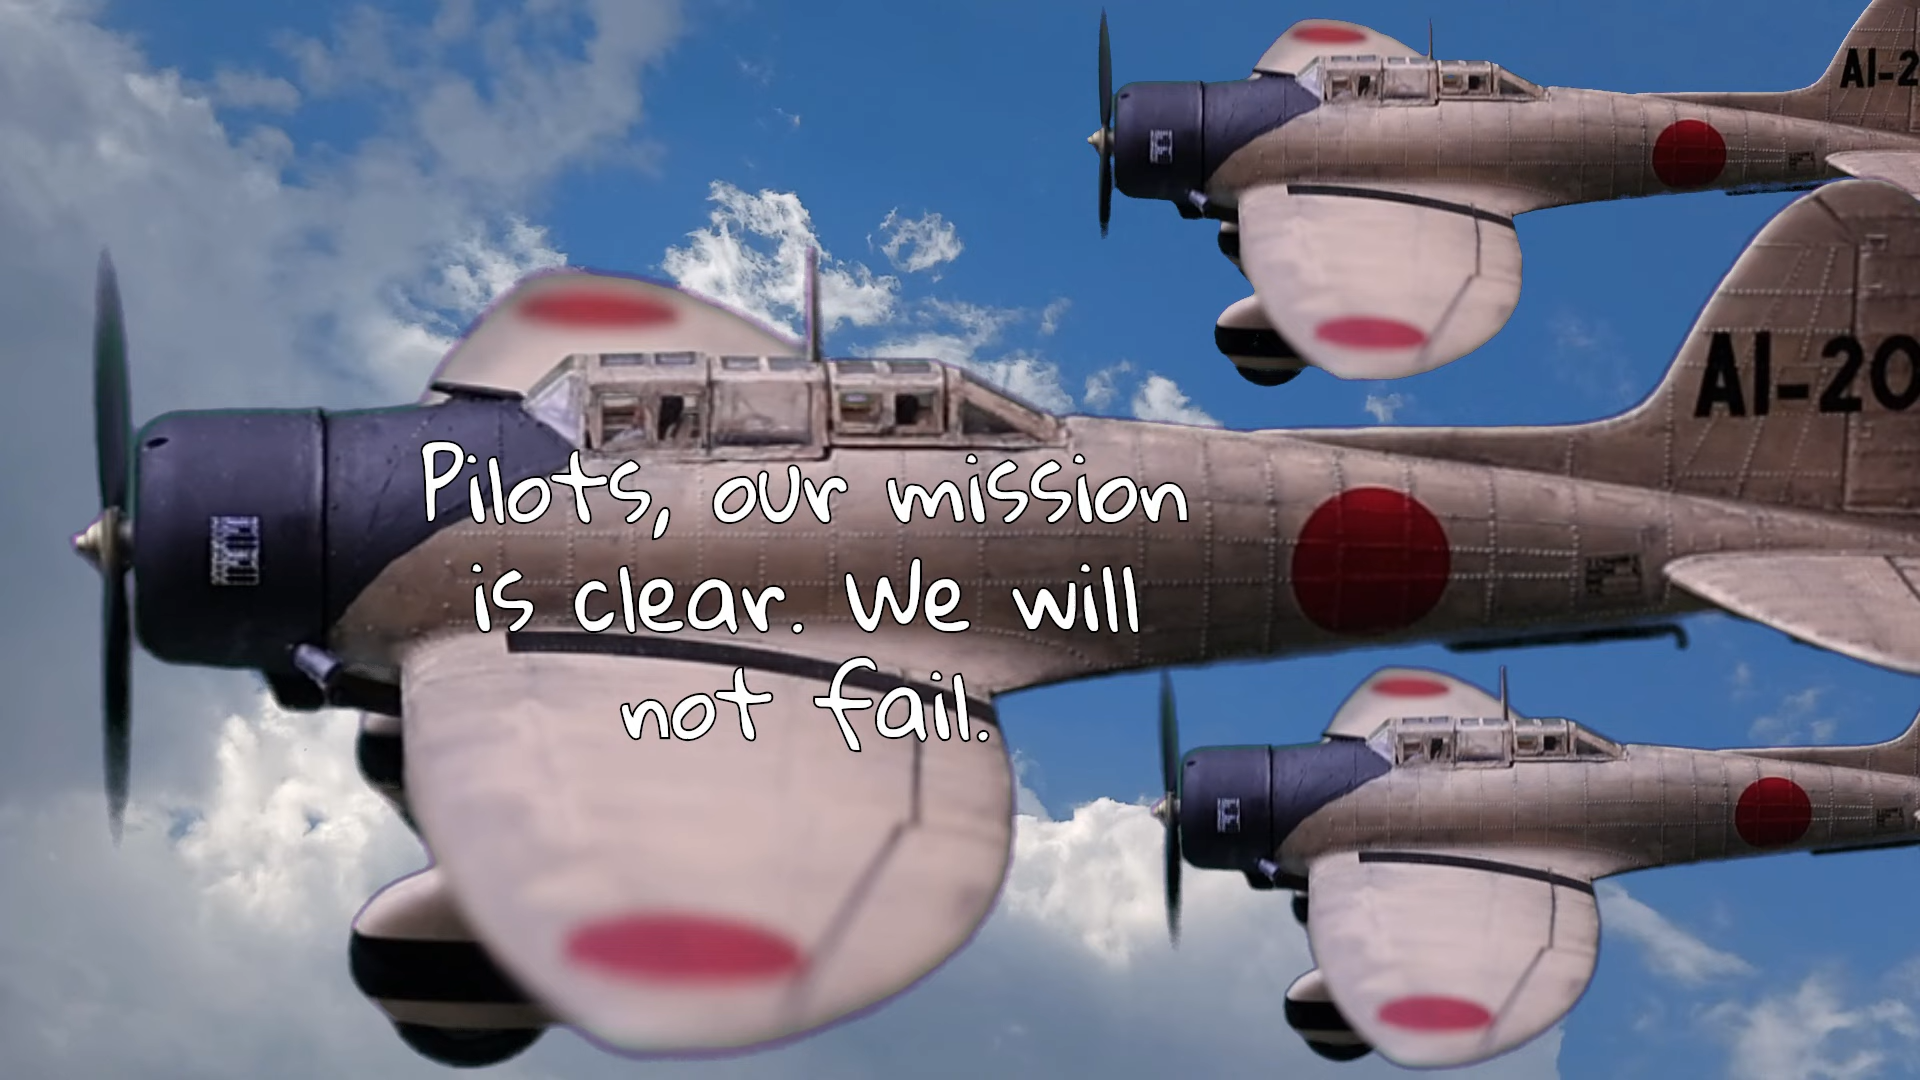 Pilots, our mission
is clear. We will
not fail.
AI-2
AI-20